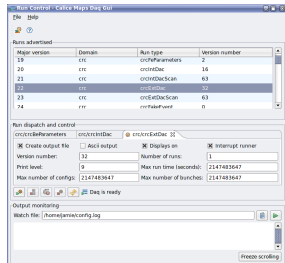 Run Control - Calice Maps Daq Gui
File Help
Runs advertised
Major version Domain Run type Version number
19 crc crcFeParameters 2
20 crc crcIntDac 16
21 crc crcIntDacScan 63
22 crc crcExtDac 32
23 crc crcExtDacScan 63
24 crc crcFakeEvent 0
Run dispatch and control
crc/crcBeParameters crc/crcIntDac crc/crcExtDac
Create output file Ascii output Displays on Interrupt runner
Version number: 32 Number of runs: 1
Print level: 9 Max run time (seconds): 2147483647
Max number of configs: 2147483647 Max number of bunches: 2147483647
Daq is ready
Output monitoring
Watch file: /home/jamie/config.log
Freeze scrolling